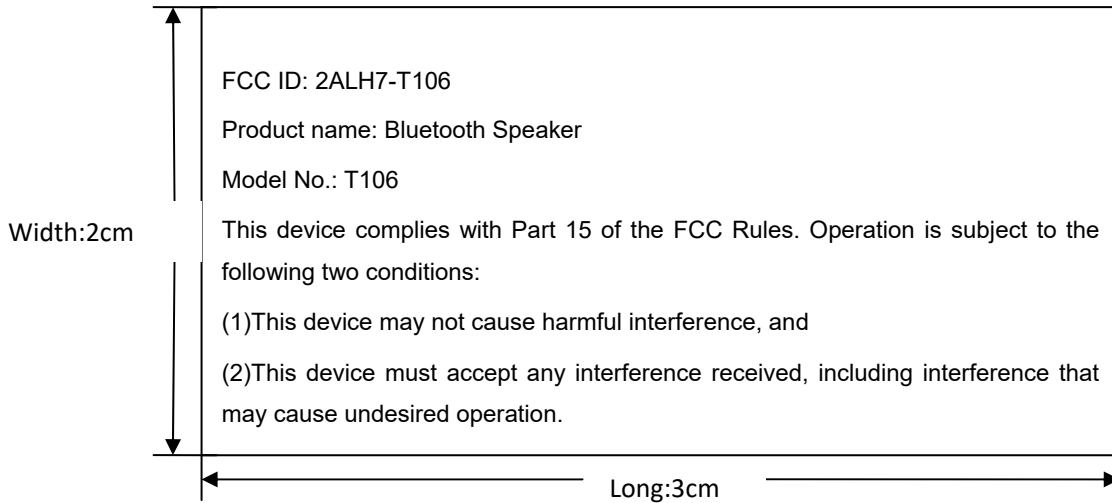 FCC ID: 2ALH7-T106
Product name: Bluetooth Speaker
Model No.: T106
Width:2cm
This device complies with Part 15 of the FCC Rules. Operation is subject to the
following two conditions:
(1)This device may not cause harmful interference, and
(2)This device must accept any interference received, including interference that
may cause undesired operation.
Long:3cm